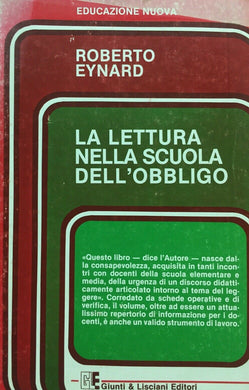 EDUCAZIONE NUOVA
ROBERTO
EYNARD
LA LETTURA
NELLA SCUOLA
DELL'OBBLIGO
«Questo libro — dice l'Autore — nasce dal-
la consapevolezza, acquisita in tanti incon-
tri con docenti della scuola elementare e
media, della urgenza di un discorso didatti-
camente articolato intorno al tema del leg-
gere». Corredato da schede operative e di
verifica, il volume, oltre ad essere un attua-
lissimo repertorio di informazione per i do-
centi, è anche un valido strumento di lavoro.
Giunti & Lisciani Editori